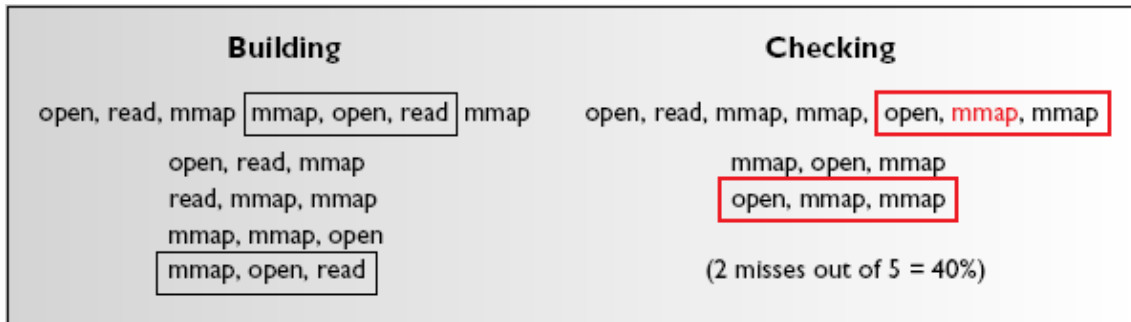 Building
open, read, mmap mmap, open, read mmap
open, read, mmap
read, mmap, mmap
mmap, mmap, open
mmap, open, read
Checking
open, read, mmap, mmap, open, mmap, mmap
mmap, open, mmap
open, mmap, mmap
(2 misses out of 5 = 40%)